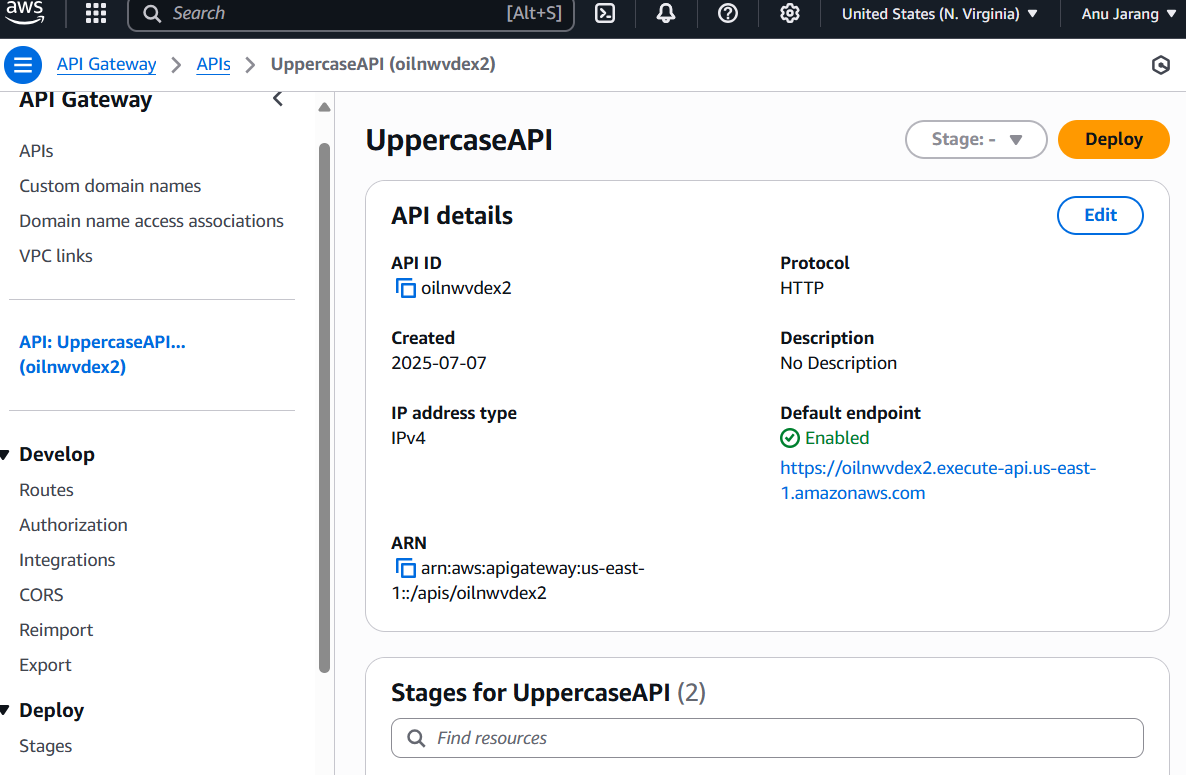 aws
Search [Alt+S]
United States (N. Virginia)
Anu Jarang
API Gateway
APIs
UppercaseAPI (oilnwvdex2)
API Gateway
APIs
Custom domain names
Domain name access associations
VPC links
API: UppercaseAPI...
(oilnwvdex2)
Develop
Routes
Authorization
Integrations
CORS
Reimport
Export
Deploy
Stages
UppercaseAPI
Stage: -
Deploy
API details
Edit
API ID
oilnwvdex2
Protocol
HTTP
Created
2025-07-07
Description
No Description
IP address type
IPv4
Default endpoint
Enabled
https://oilnwvdex2.execute-api.us-east-
1.amazonaws.com
ARN
arn:aws:apigateway:us-east-
1::/apis/oilnwvdex2
Stages for UppercaseAPI (2)
Find resources